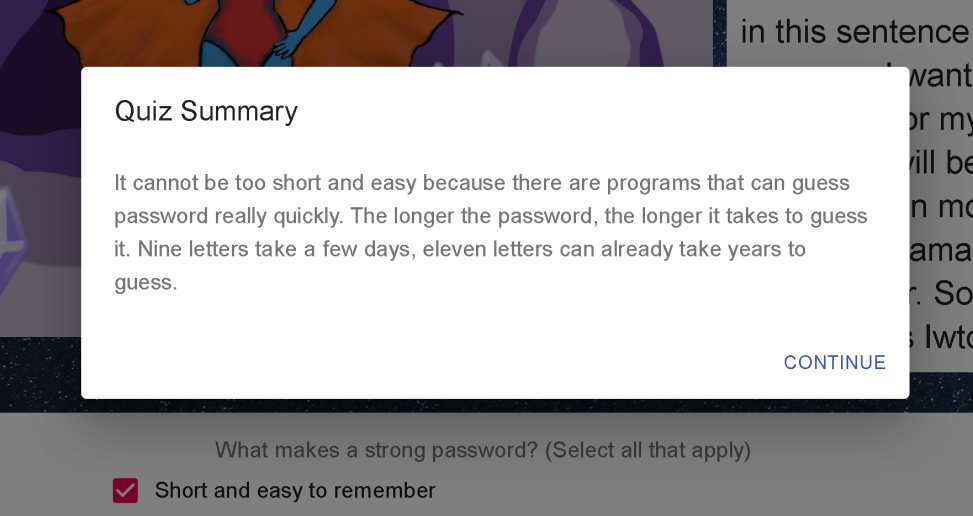 in this sentence
want
or my
Quiz Summary
will be
It cannot be too short and easy because there are programs that can guess
password really quickly. The longer the password, the longer it takes to guess
it. Nine letters take a few days, eleven letters can already take years to
guess.
r. So
CONTINUE
What makes a strong password? (Select all that apply)
Short and easy to remember